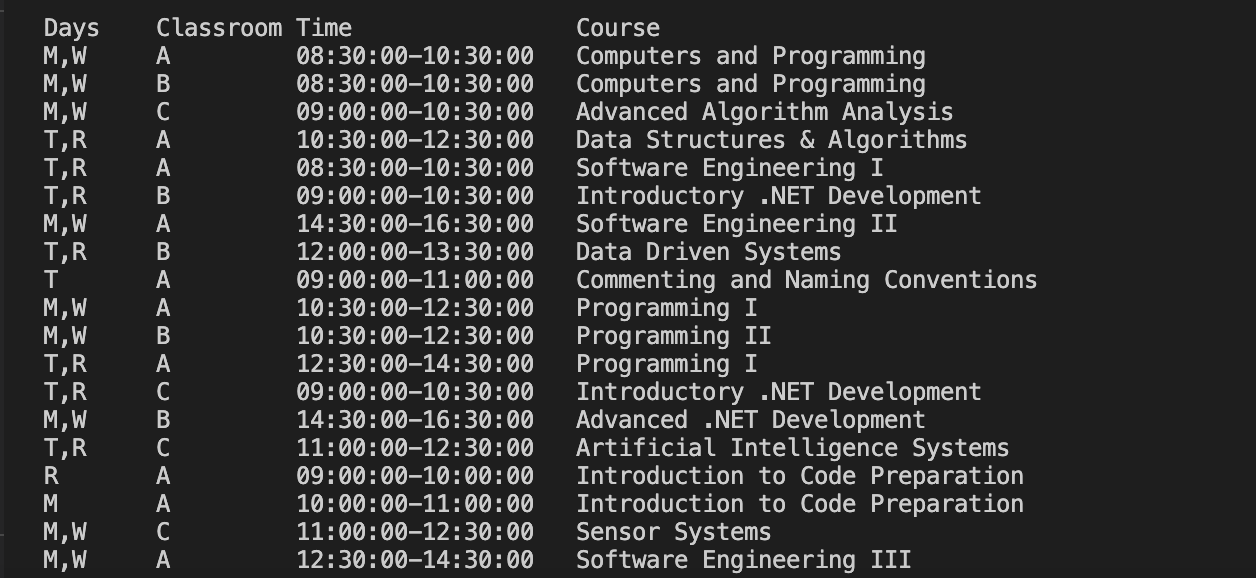 Days    Classroom Time            Course
M,W     A         08:30:00–10:30:00   Computers and Programming
M,W     B         08:30:00–10:30:00   Computers and Programming
M,W     C         09:00:00–10:30:00   Advanced Algorithm Analysis
T,R     A         10:30:00–12:30:00   Data Structures & Algorithms
T,R     A         08:30:00–10:30:00   Software Engineering I
T,R     B         09:00:00–10:30:00   Introductory .NET Development
M,W     A         14:30:00–16:30:00   Software Engineering II
T,R     B         12:00:00–13:30:00   Data Driven Systems
T       A         09:00:00–11:00:00   Commenting and Naming Conventions
M,W     A         10:30:00–12:30:00   Programming I
M,W     B         10:30:00–12:30:00   Programming II
T,R     A         12:30:00–14:30:00   Programming I
T,R     C         09:00:00–10:30:00   Introductory .NET Development
M,W     B         14:30:00–16:30:00   Advanced .NET Development
T,R     C         11:00:00–12:30:00   Artificial Intelligence Systems
R       A         09:00:00–10:00:00   Introduction to Code Preparation
M       A         10:00:00–11:00:00   Introduction to Code Preparation
M,W     C         11:00:00–12:30:00   Sensor Systems
M,W     A         12:30:00–14:30:00   Software Engineering III